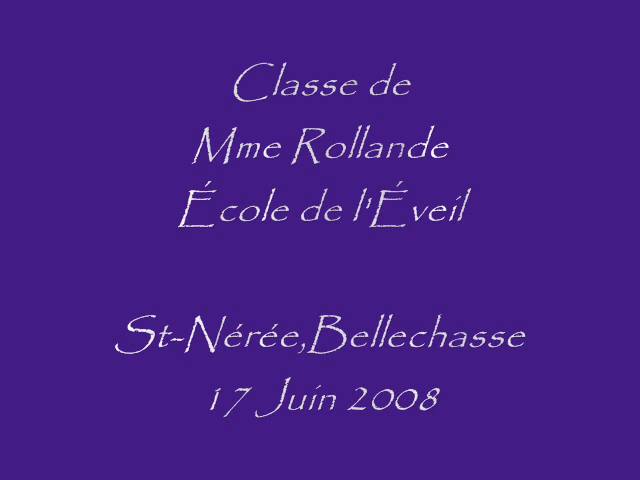 Classe de
Mme Rollande
École de l'Éveil
St-Nérée,Bellechasse
17 Juin 2008